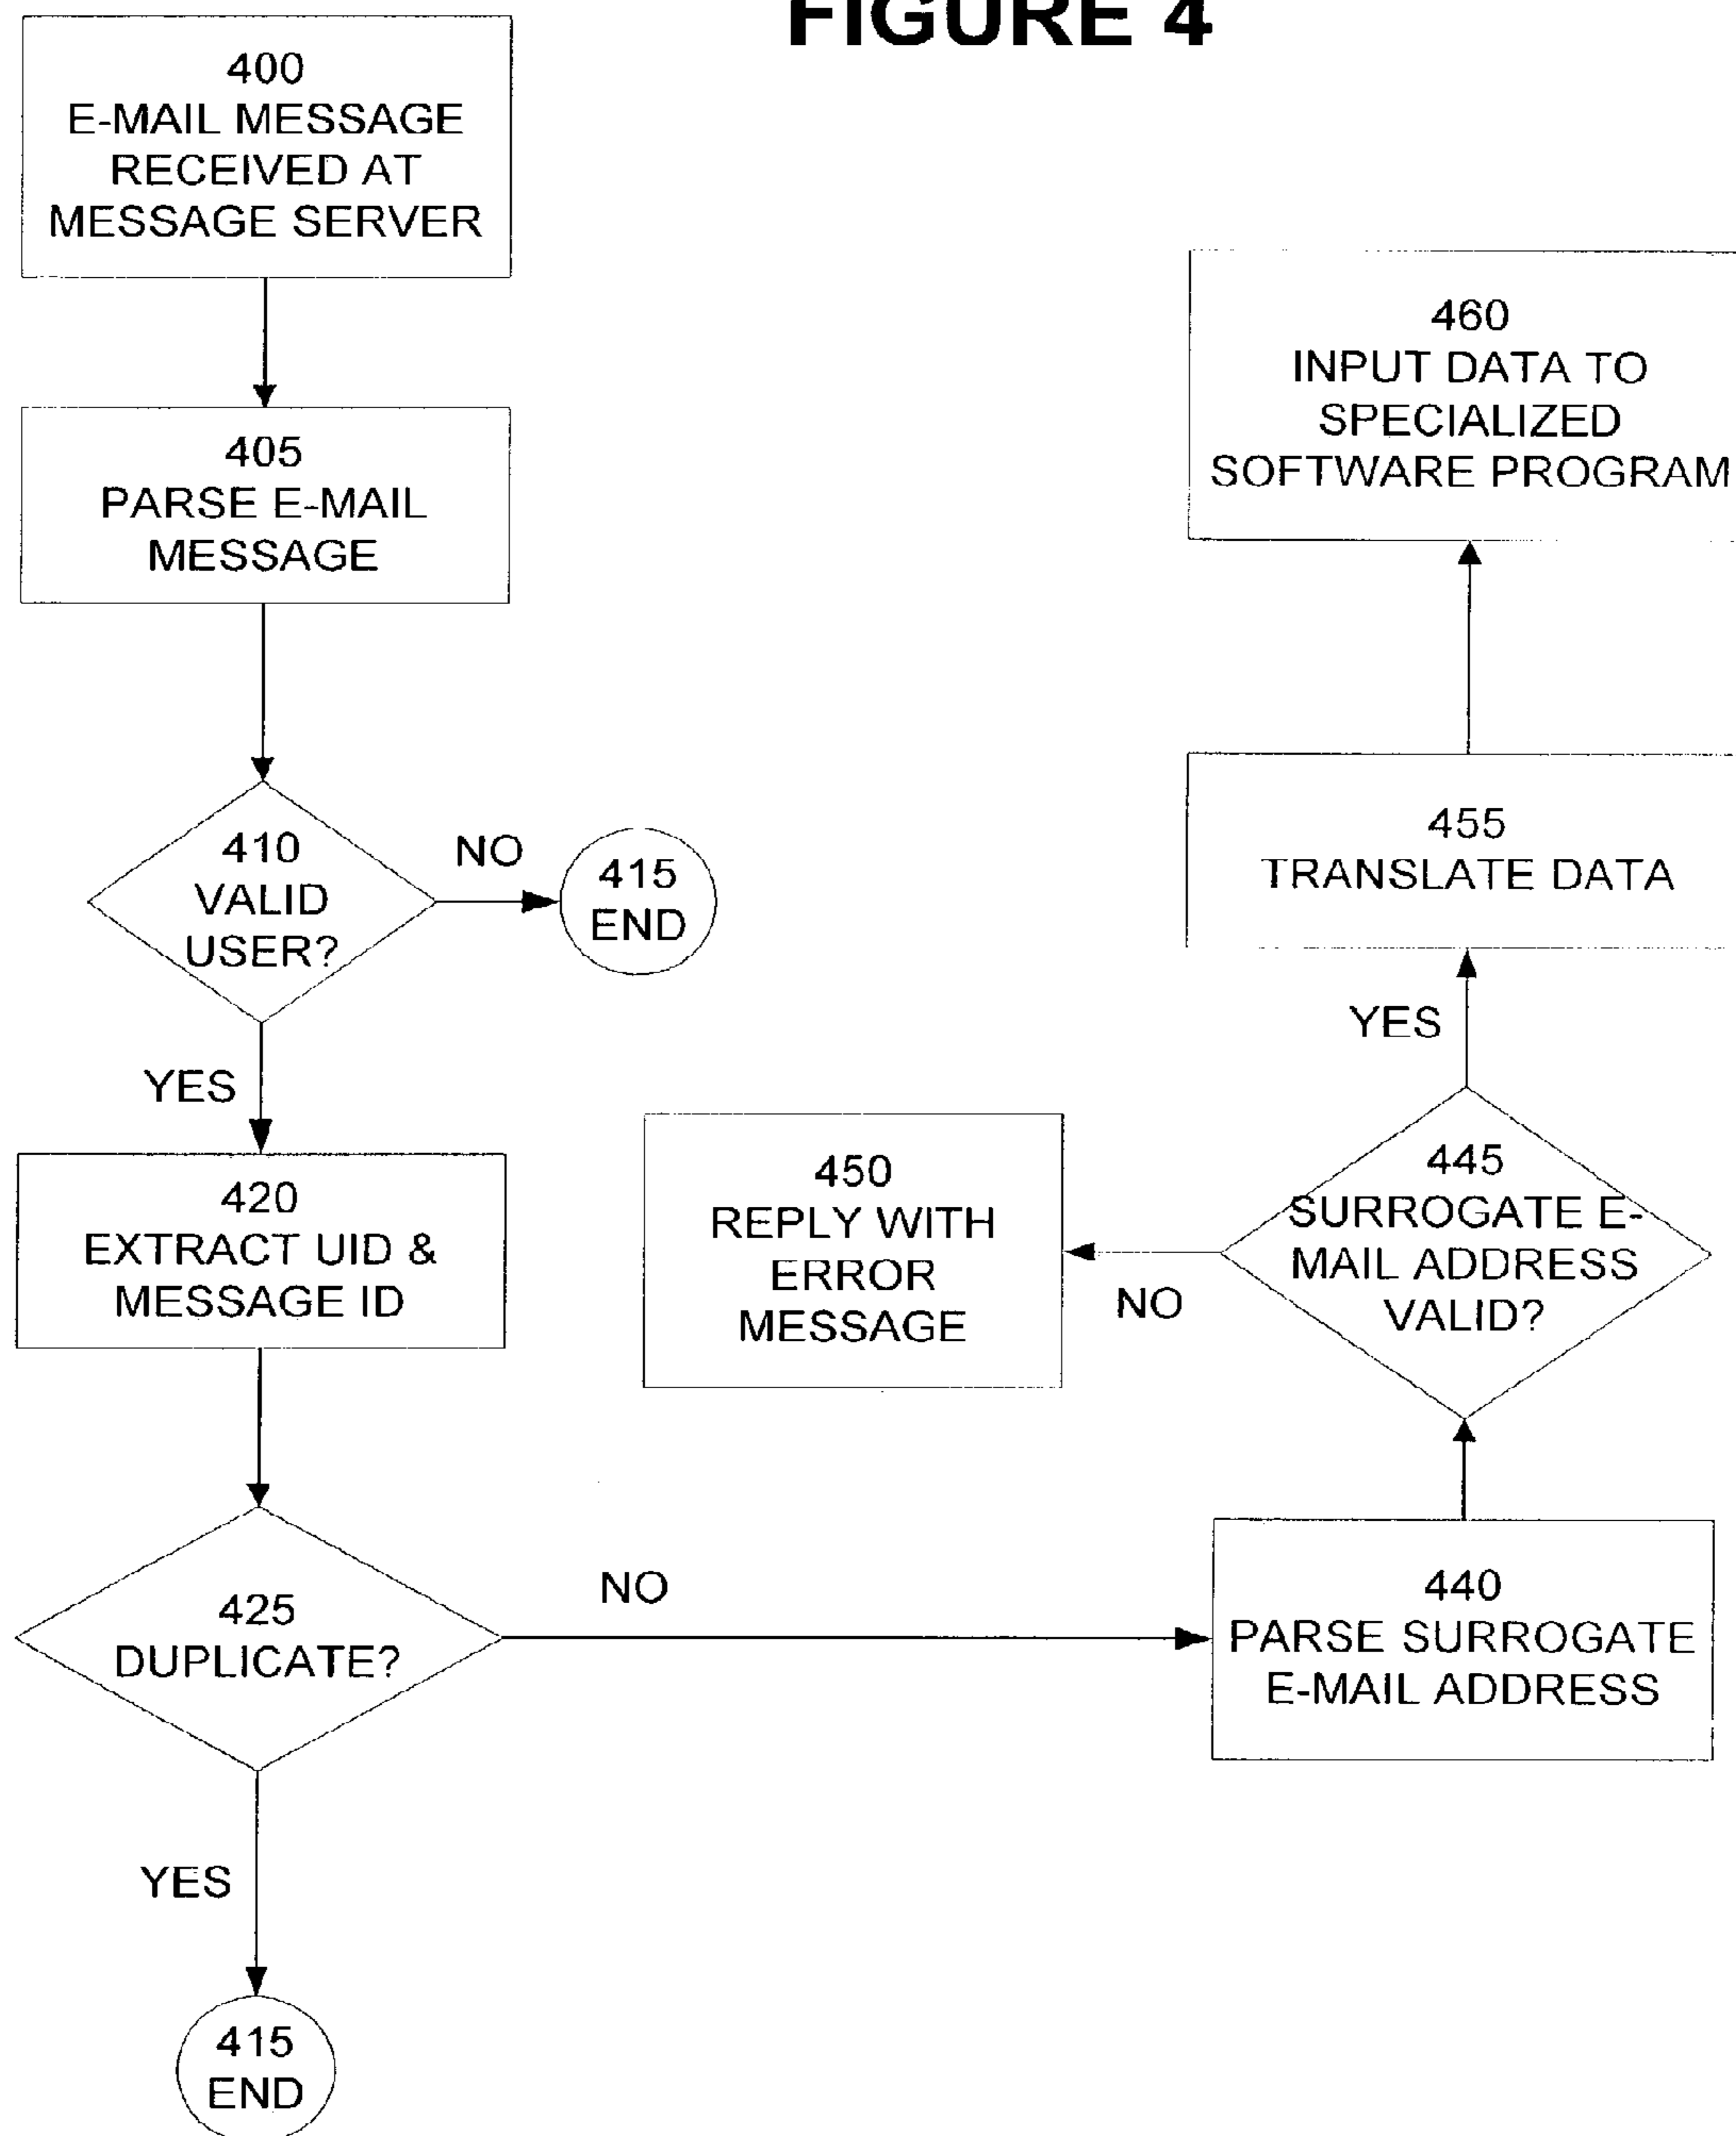 FIGURE 4
400
E-MAIL MESSAGE
RECEIVED AT
MESSAGE SERVER
405
PARSE E-MAIL
MESSAGE
410
VALID
USER?
NO
415
END
YES
420
EXTRACT UID &
MESSAGE ID
425
DUPLICATE?
NO
YES
415
END
440
PARSE SURROGATE
E-MAIL ADDRESS
445
SURROGATE E-
MAIL ADDRESS
VALID?
NO
450
REPLY WITH
ERROR
MESSAGE
YES
455
TRANSLATE DATA
460
INPUT DATA TO
SPECIALIZED
SOFTWARE PROGRAM